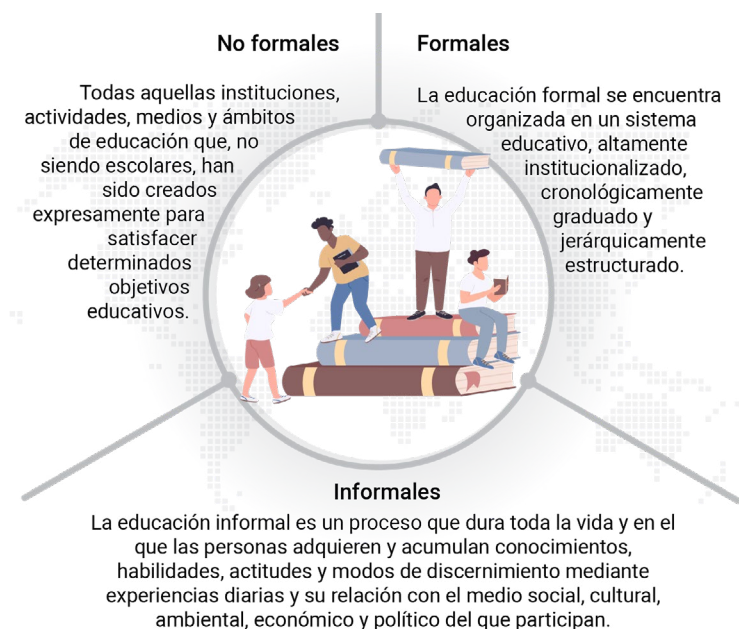 No formales
Todas aquellas instituciones,
actividades, medios y ámbitos
de educación que, no
siendo escolares, han
sido creados
expresamente para
satisfacer
determinados
objetivos
educativos.
Formales
La educación formal se encuentra
organizada en un sistema
educativo, altamente
institucionalizado,
cronológicamente
graduado y
jerárquicamente
estructurado.
Informales
La educación informal es un proceso que dura toda la vida y en el
que las personas adquieren y acumulan conocimientos,
habilidades, actitudes y modos de discernimiento mediante
experiencias diarias y su relación con el medio social, cultural,
ambiental, económico y político del que participan.